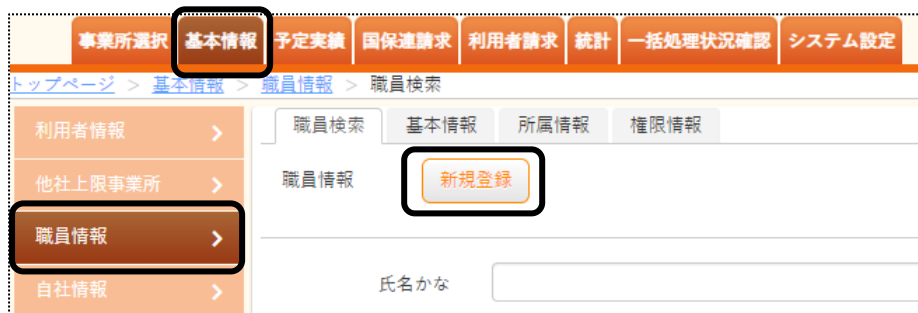 事業所選択 基本情報 予定実績 国保連請求 利用者請求 統計 一括処理状況確認 システム設定
トップページ > 基本情報 > 職員情報 > 職員検索
利用者情報
他社上限事業所
職員情報
自社情報
職員検索 基本情報 所属情報 権限情報
職員情報 新規登録
氏名かな